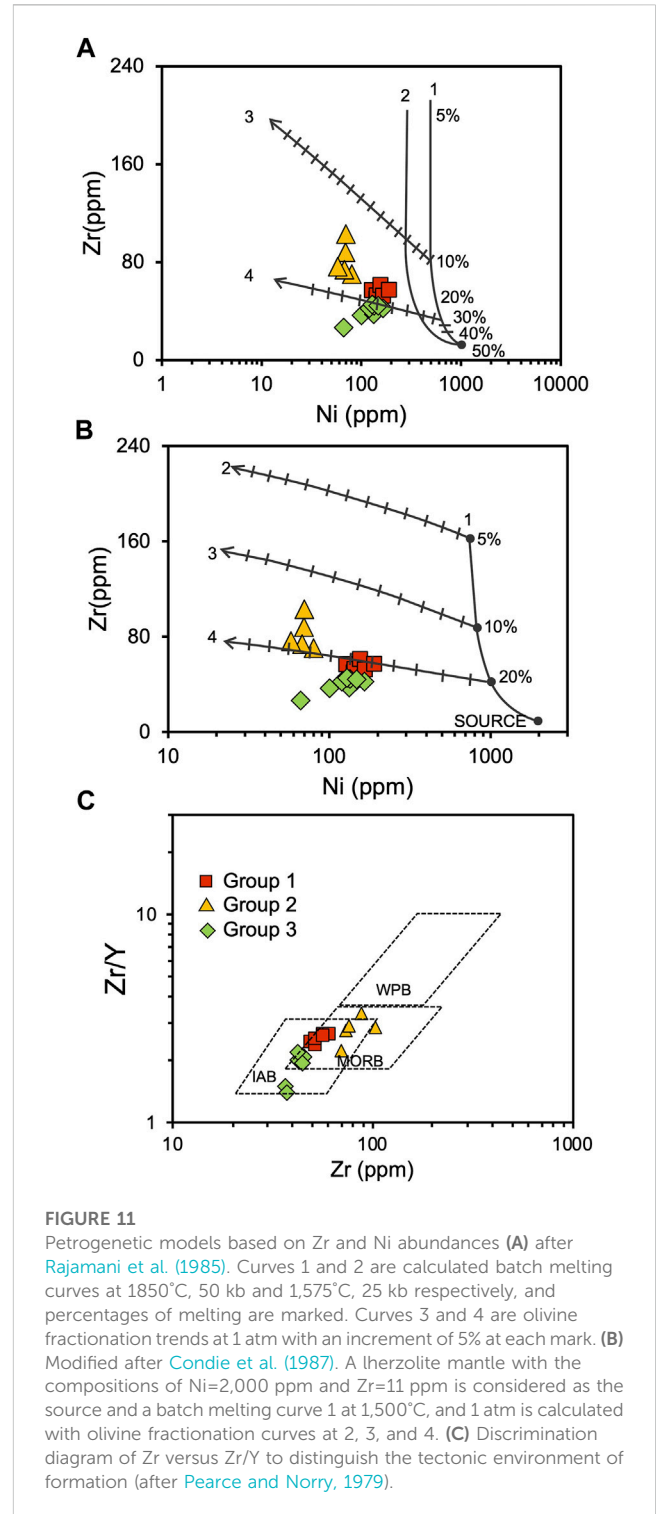 A
240
160
80
0
Zr(ppm)
3
4
2
1
5%
10%
20%
30%
40%
50%
1
10
100
1000
10000
Ni (ppm)
B
240
160
80
0
Zr(ppm)
2
3
4
1
5%
10%
20%
SOURCE
10
100
1000
Ni (ppm)
C
Group 1
Group 2
Group 3
10
1
Zr/Y
WPB
MORB
IAB
10
100
1000
Zr (ppm)
FIGURE 11
Petrogenetic models based on Zr and Ni abundances (A) after
Rajamani et al. (1985). Curves 1 and 2 are calculated batch melting
curves at 1850°C, 50 kb and 1,575°C, 25 kb respectively, and
percentages of melting are marked. Curves 3 and 4 are olivine
fractionation trends at 1 atm with an increment of 5% at each mark. (B)
Modified after Condie et al. (1987). A lherzolite mantle with the
compositions of Ni=2,000 ppm and Zr=11 ppm is considered as the
source and a batch melting curve 1 at 1,500°C, and 1 atm is calculated
with olivine fractionation curves at 2, 3, and 4. (C) Discrimination
diagram of Zr versus Zr/Y to distinguish the tectonic environment of
formation (after Pearce and Norry, 1979).